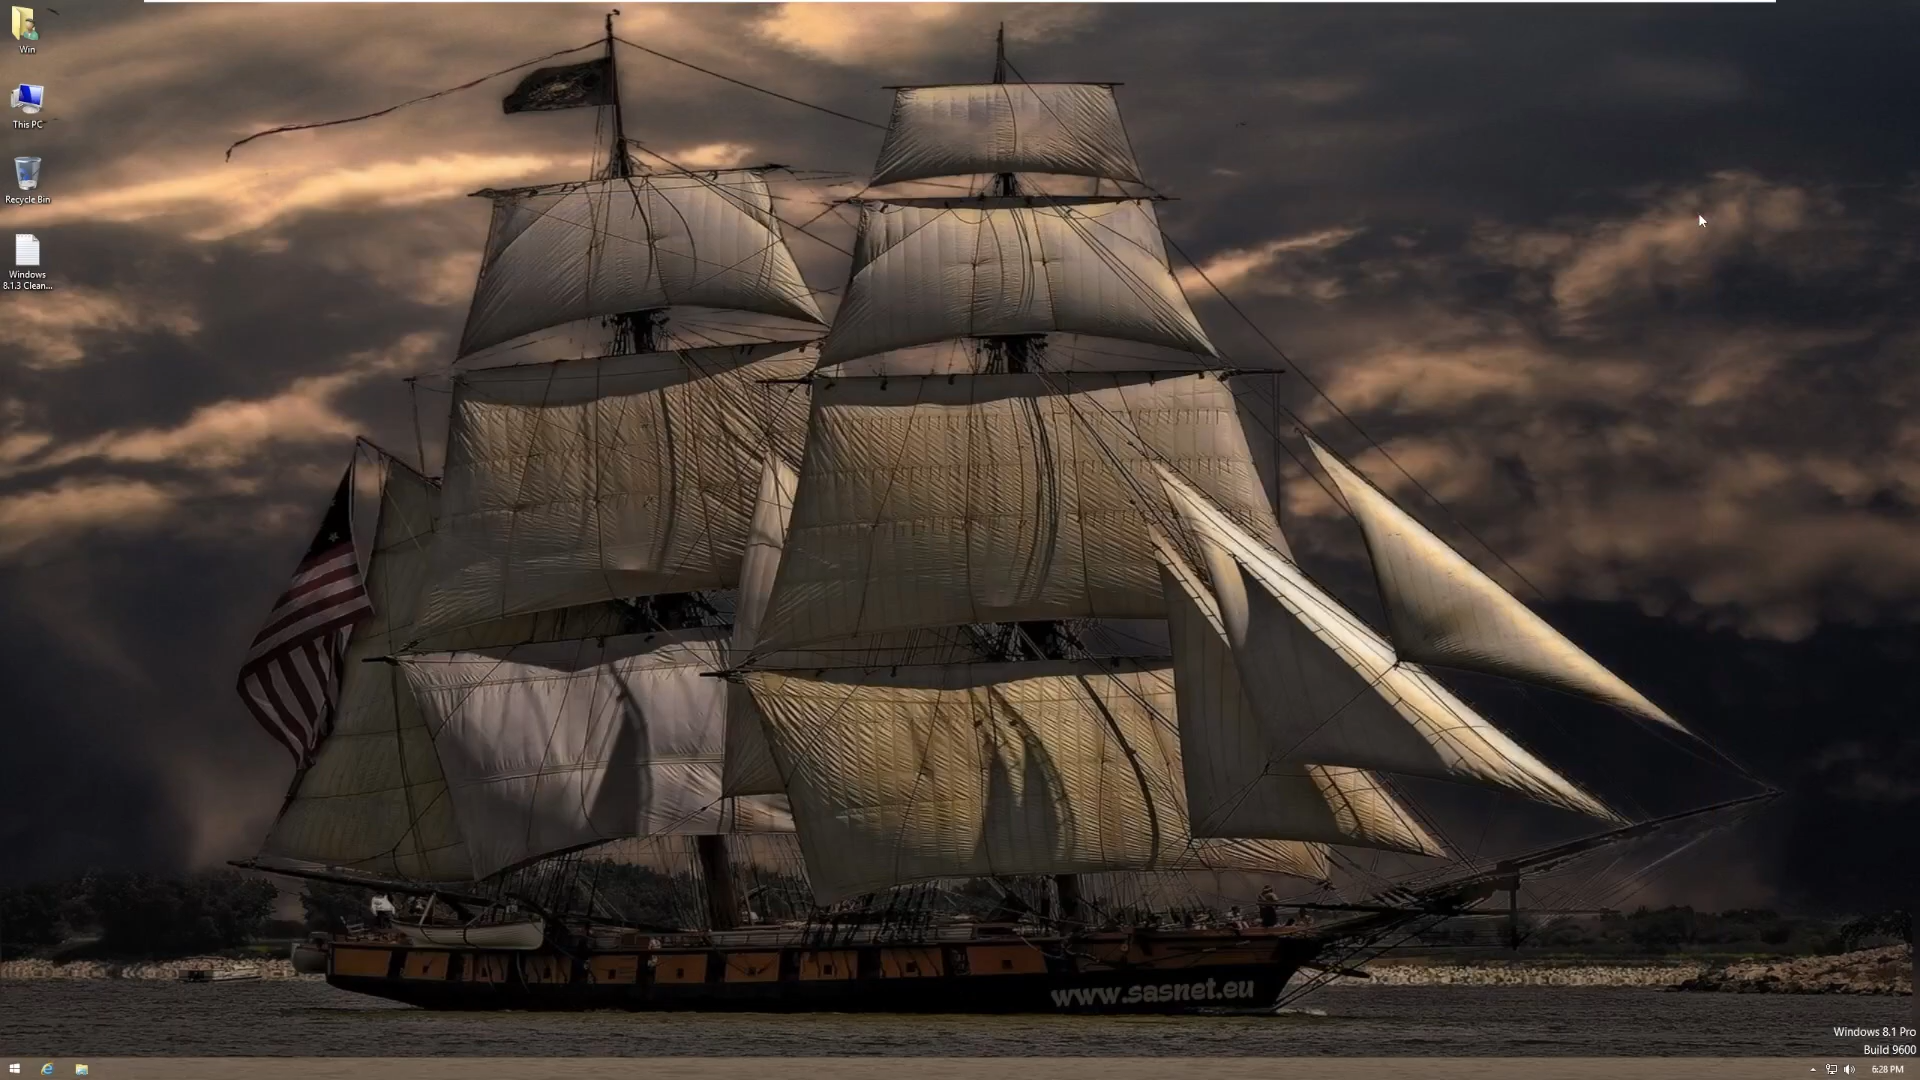 Win
This PC
Recycle Bin
Windows
8.1.3 Clean...
www.sasnet.eu
Windows 8.1 Pro
Build 9600
6:28 PM